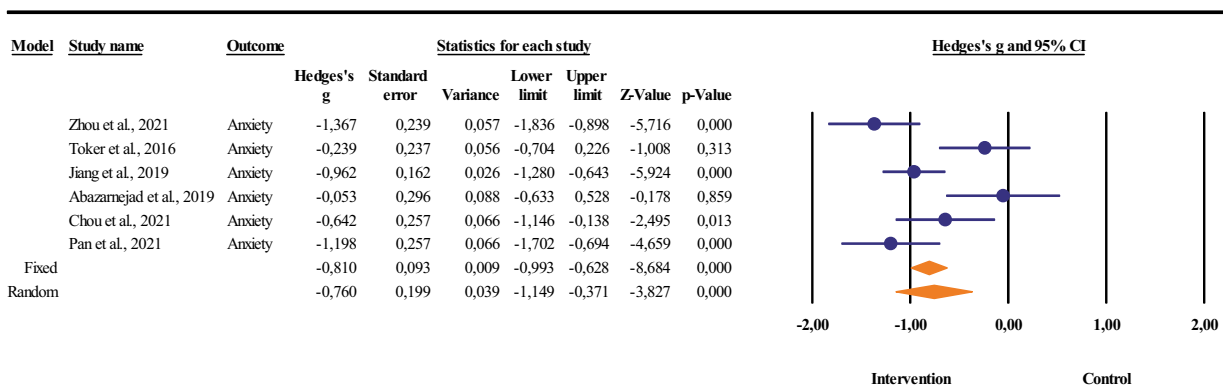 Model Study name Outcome Statistics for each study Hedges's g and 95% CI
Hedges's Standard Lower Upper
g error Variance limit limit Z-Value p-Value
Zhou et al., 2021 Anxiety -1,367 0,239 0,057 -1,836 -0,898 -5,716 0,000
Toker et al., 2016 Anxiety -0,239 0,237 0,056 -0,704 0,226 -1,008 0,313
Jiang et al., 2019 Anxiety -0,962 0,162 0,026 -1,280 -0,643 -5,924 0,000
Abazarnejad et al., 2019 Anxiety -0,053 0,296 0,088 -0,633 0,528 -0,178 0,859
Chou et al., 2021 Anxiety -0,642 0,257 0,066 -1,146 -0,138 -2,495 0,013
Pan et al., 2021 Anxiety -1,198 0,257 0,066 -1,702 -0,694 -4,659 0,000
Fixed -0,810 0,093 0,009 -0,993 -0,628 -8,684 0,000
Random -0,760 0,199 0,039 -1,149 -0,371 -3,827 0,000
-2,00 -1,00 0,00 1,00 2,00
Intervention Control